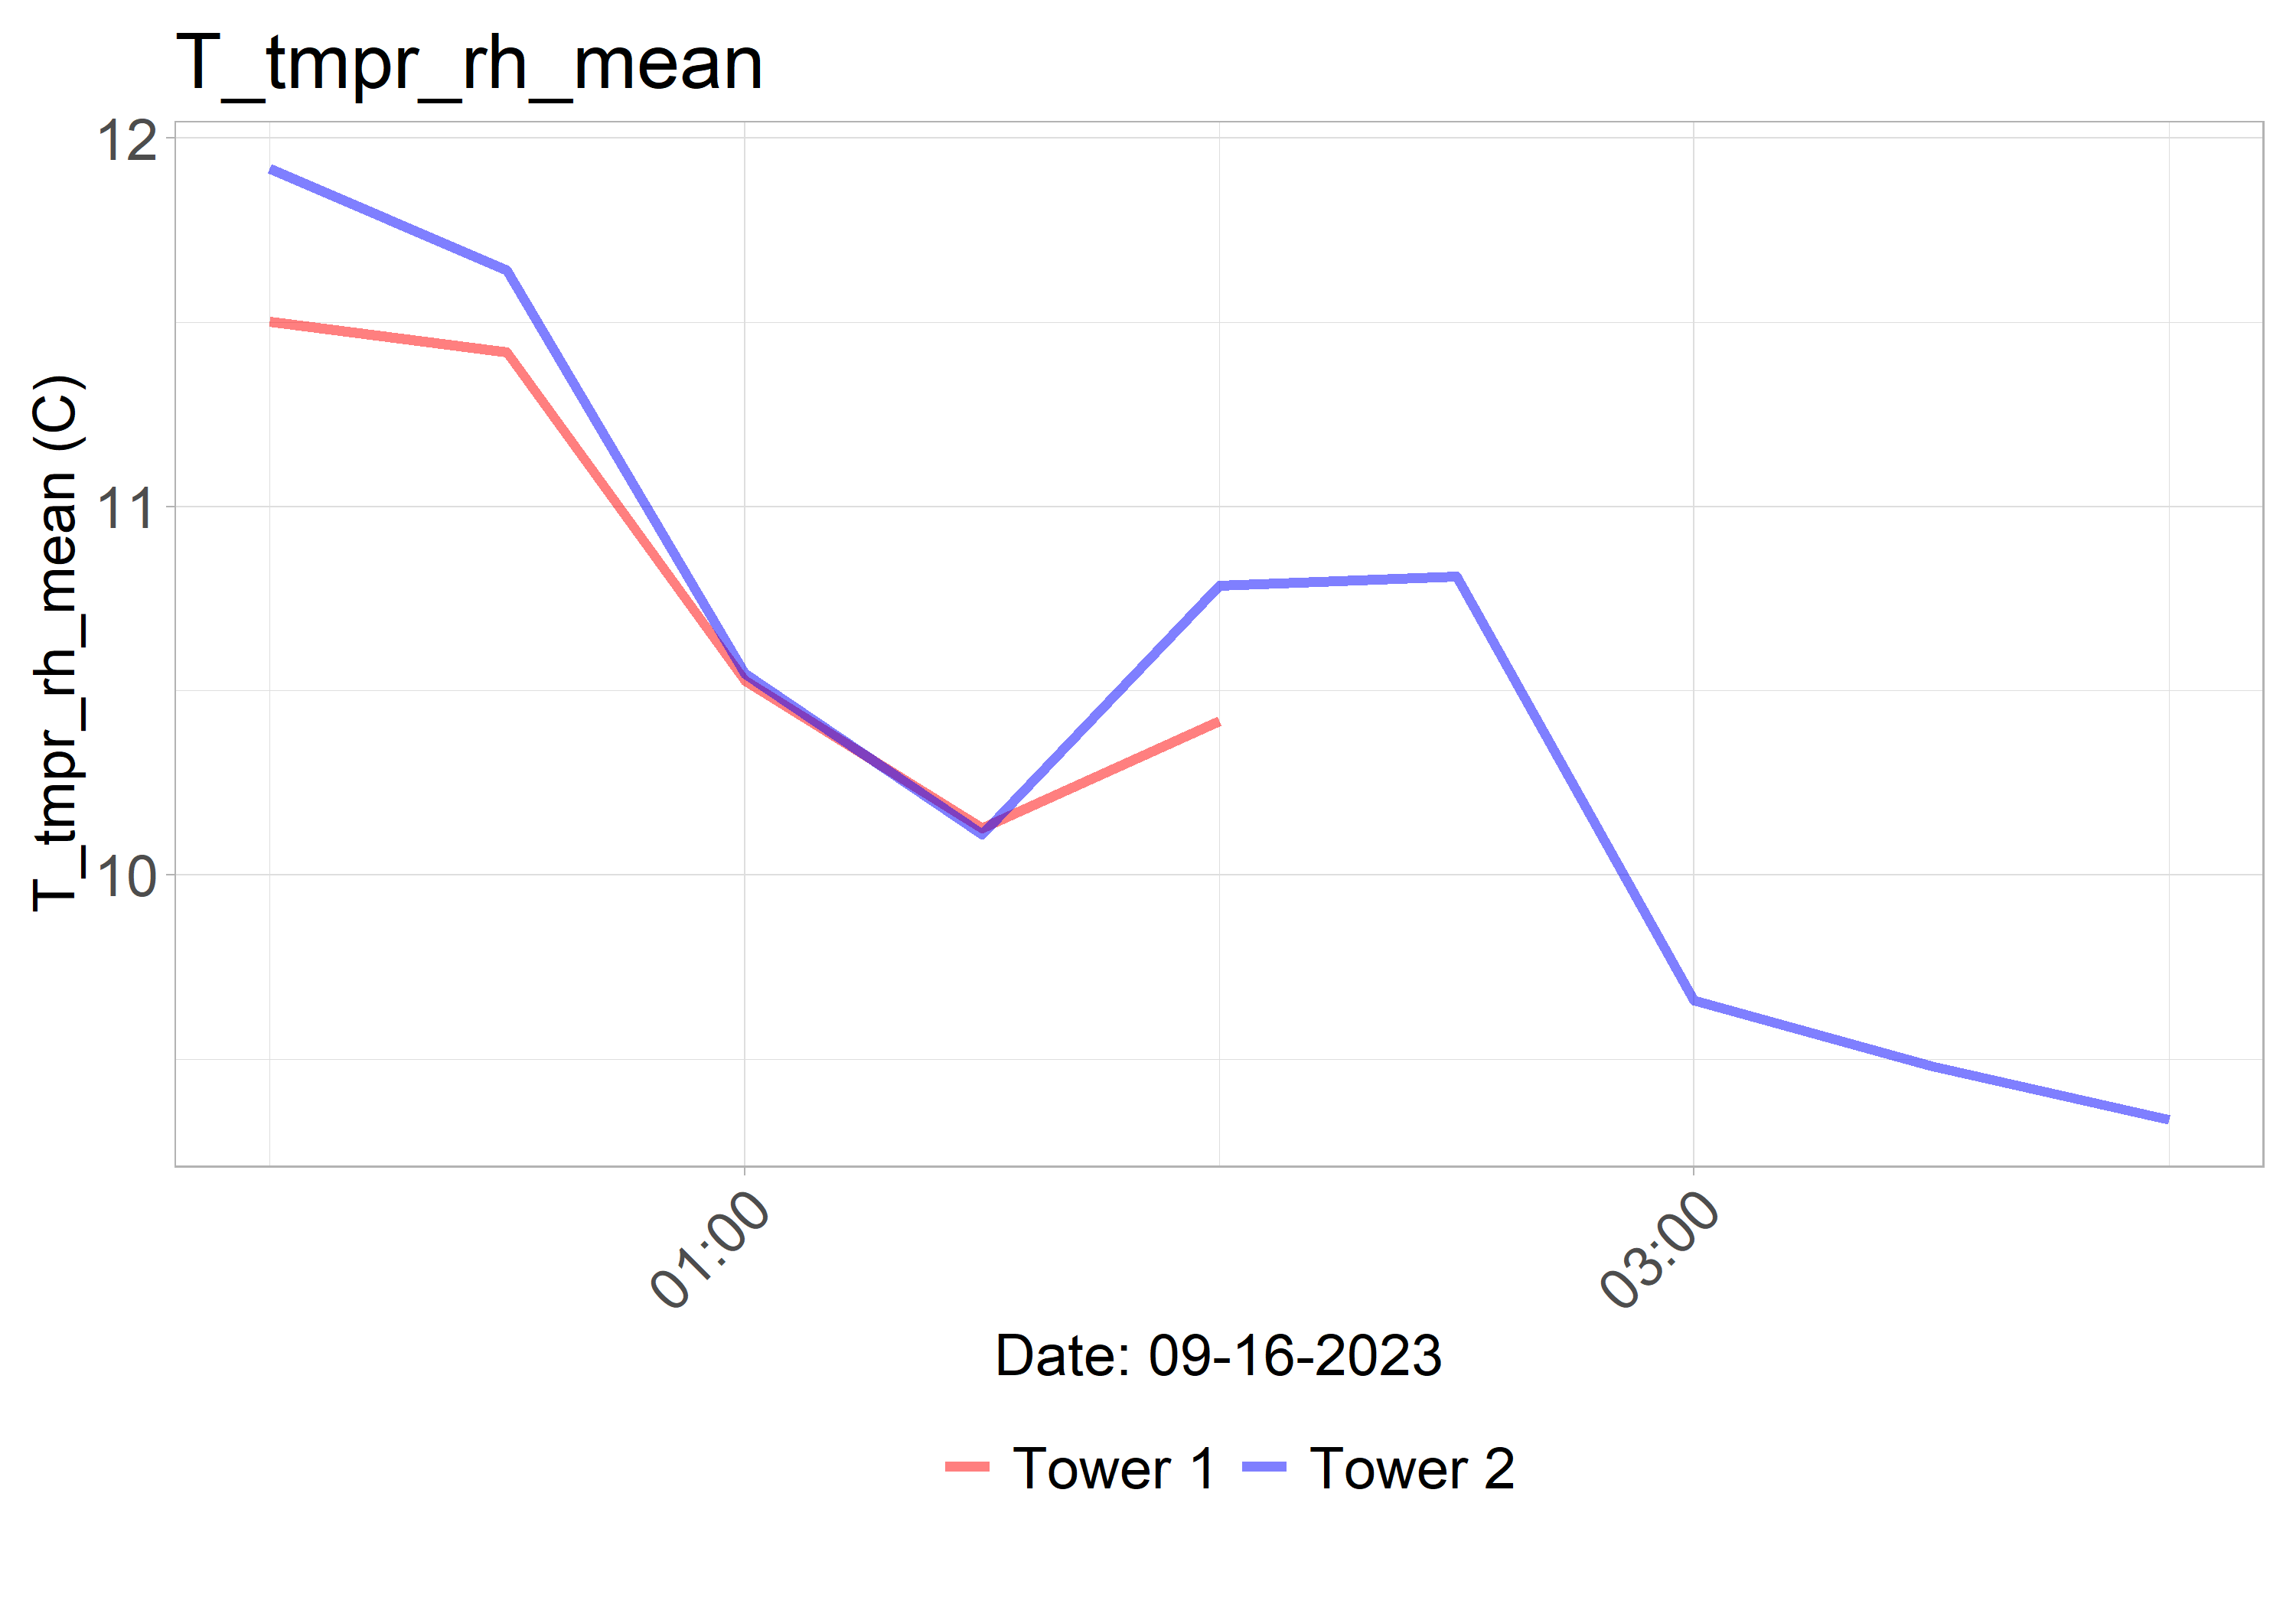 T_tmpr_rh_mean
T_tmpr_rh_mean (C)
12
11
10
01:00 03:00
Date: 09-16-2023
Tower 1 Tower 2